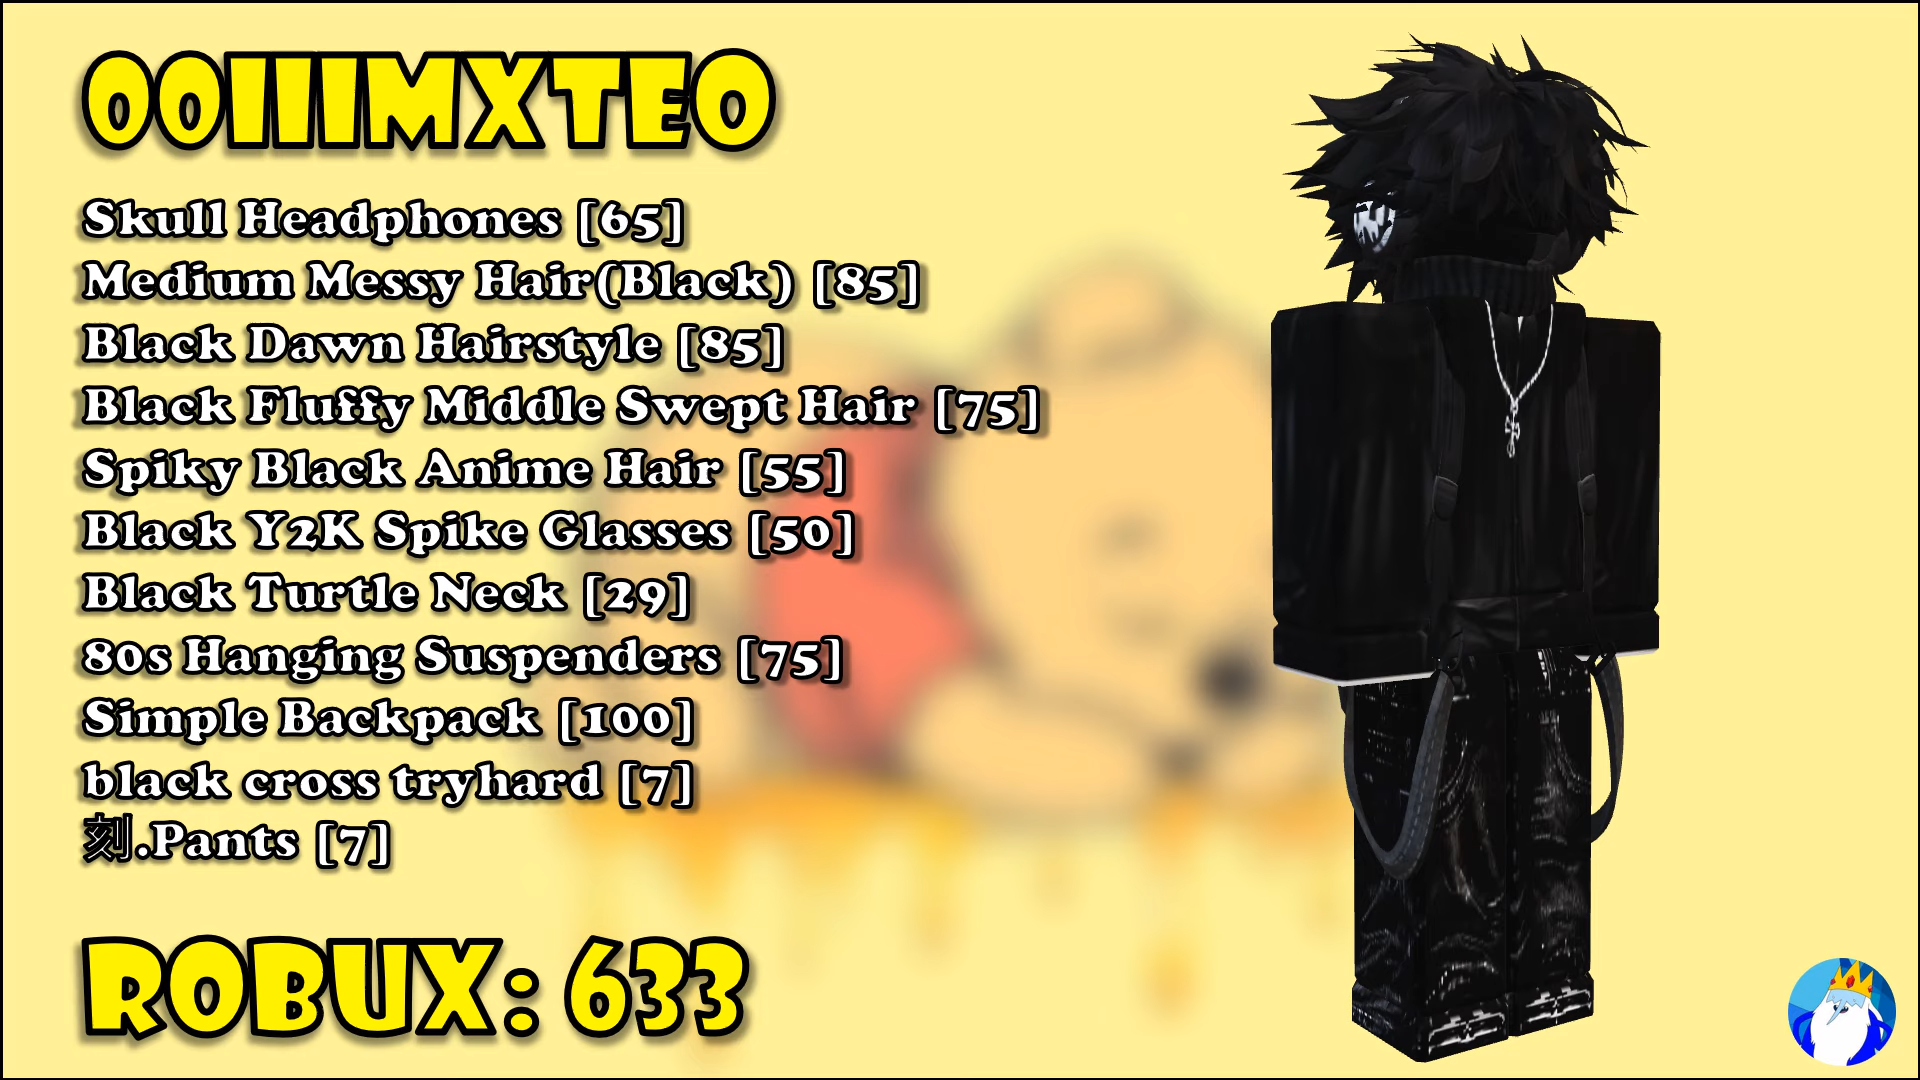 00IIIMXTEO
Skull Headphones [65]
Medium Messy Hair(Black) [85]
Black Dawn Hairstyle [85]
Black Fluffy Middle Swept Hair [75]
Spiky Black Anime Hair [55]
Black Y2K Spike Glasses [50]
Black Turtle Neck [29]
80s Hanging Suspenders [75]
Simple Backpack [100]
black cross tryhard [7]
刻.Pants [7]
ROBUX: 633